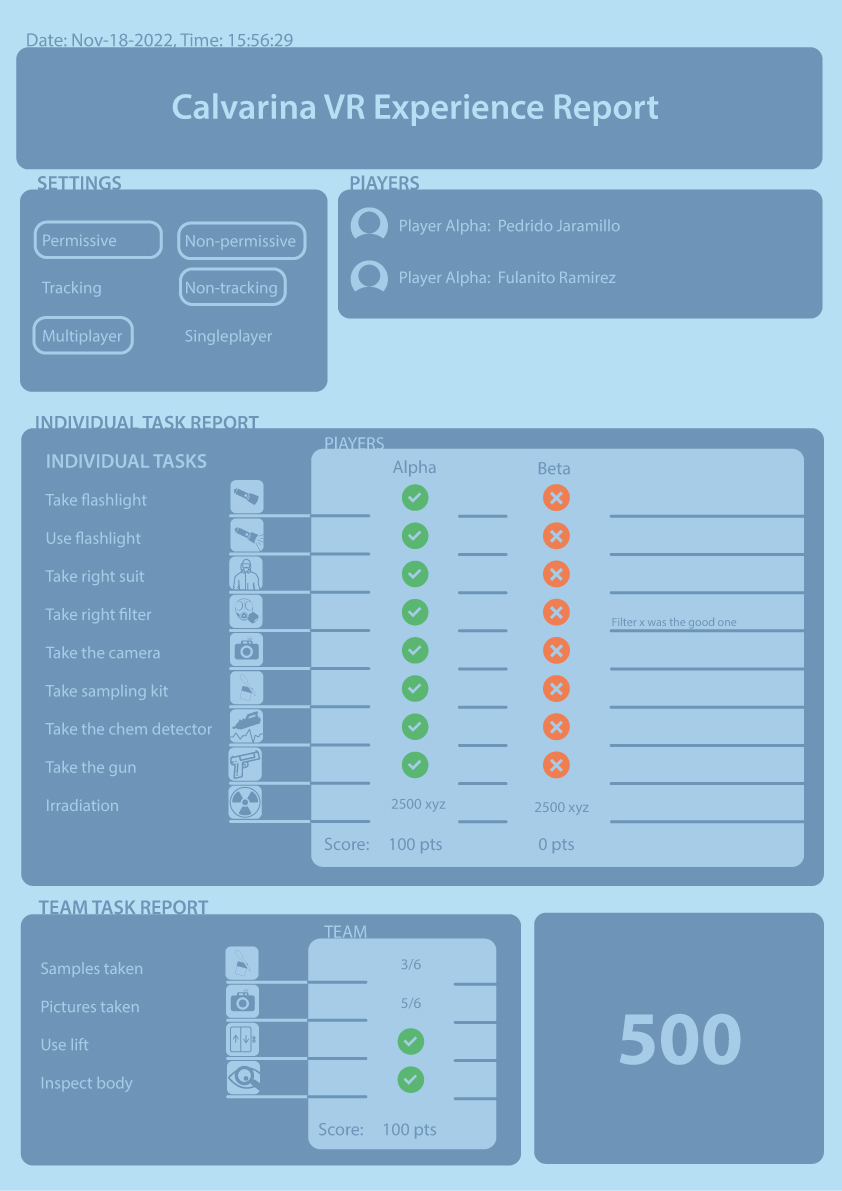 Date: Nov-18-2022, Time: 15:56:29
Calvarina VR Experience Report
SETTINGS
Permissive Non-permissive
Tracking Non-tracking
Multiplayer Singleplayer
PlAYERS
Player Alpha: Pedrido Jaramillo
Player Alpha: Fulanito Ramirez
INDIVIDUAL TASK REPORT
PlAYERS
INDIVIDUAL TASKS Alpha Beta
Take flashlight
Use flashlight
Take right suit
Take right filter Filter x was the good one
Take the camera
Take sampling kit
Take the chem detector
Take the gun
Irradiation 2500 xyz 2500 xyz
Score: 100 pts 0 pts
TEAM TASK REPORT
TEAM
Samples taken 3/6
Pictures taken 5/6
Use lift
Inspect body
Score: 100 pts
500